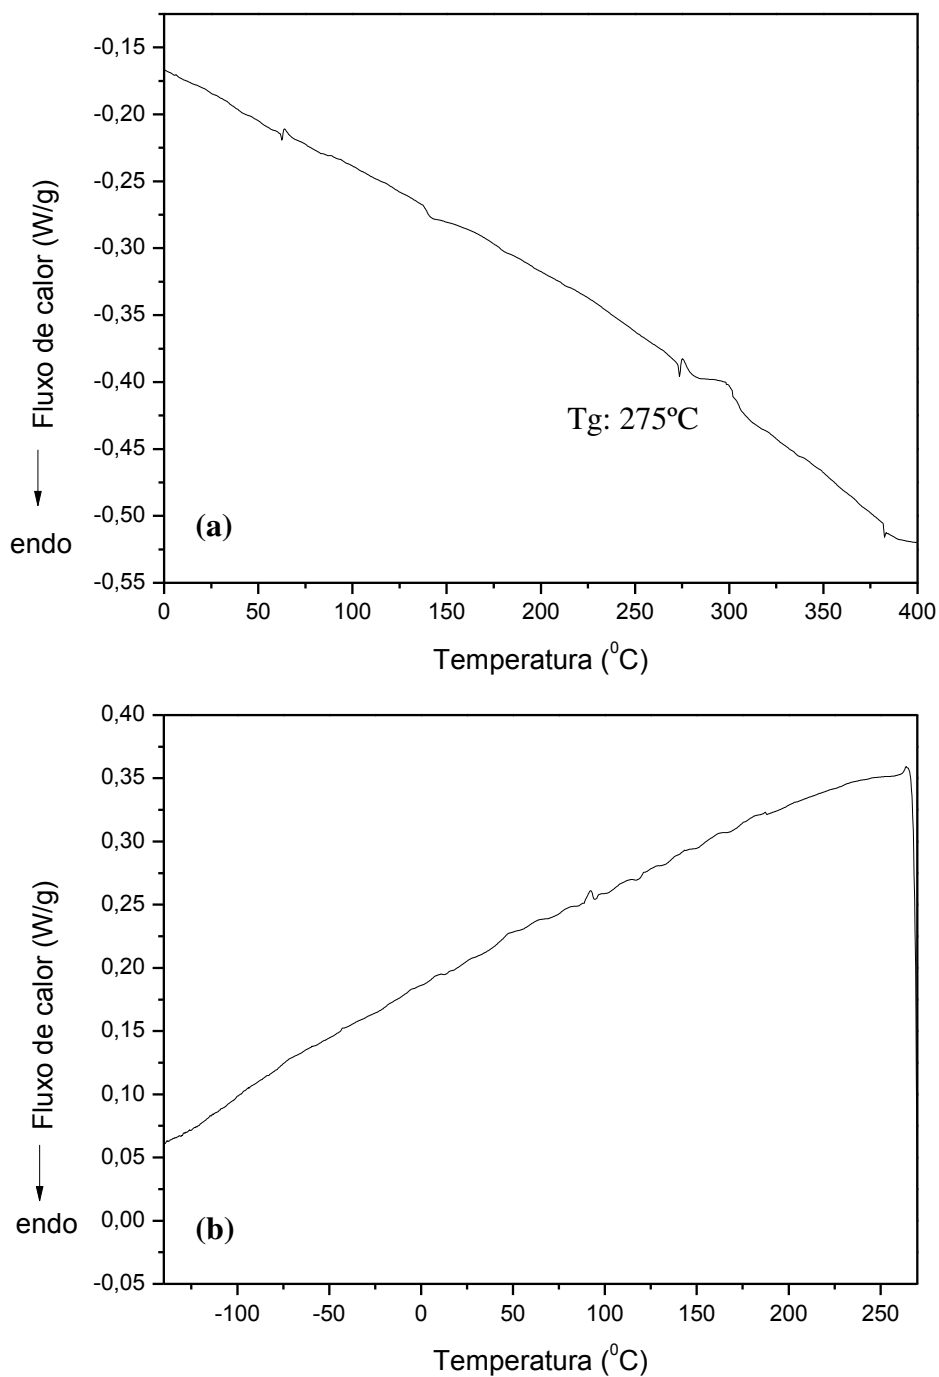 -0,15
-0,20
-0,25
-0,30
-0,35
-0,40
-0,45
-0,50
-0,55
Fluxo de calor (W/g)
endo
Tg: 275ºC
(a)
0 50 100 150 200 250 300 350 400
Temperatura (⁰C)
0,40
0,35
0,30
0,25
0,20
0,15
0,10
0,05
0,00
-0,05
Fluxo de calor (W/g)
endo
(b)
-100 -50 0 50 100 150 200 250
Temperatura (⁰C)